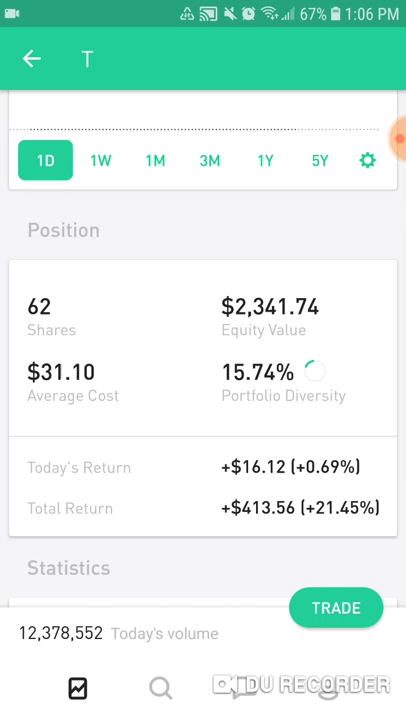 67% 1:06 PM
T
1D 1W 1M 3M 1Y 5Y
Position
62 $2,341.74
Shares Equity Value
$31.10 15.74%
Average Cost Portfolio Diversity
Today's Return +$16.12 (+0.69%)
Total Return +$413.56 (+21.45%)
Statistics
TRADE
12,378,552 Today's volume
DU RECORDER